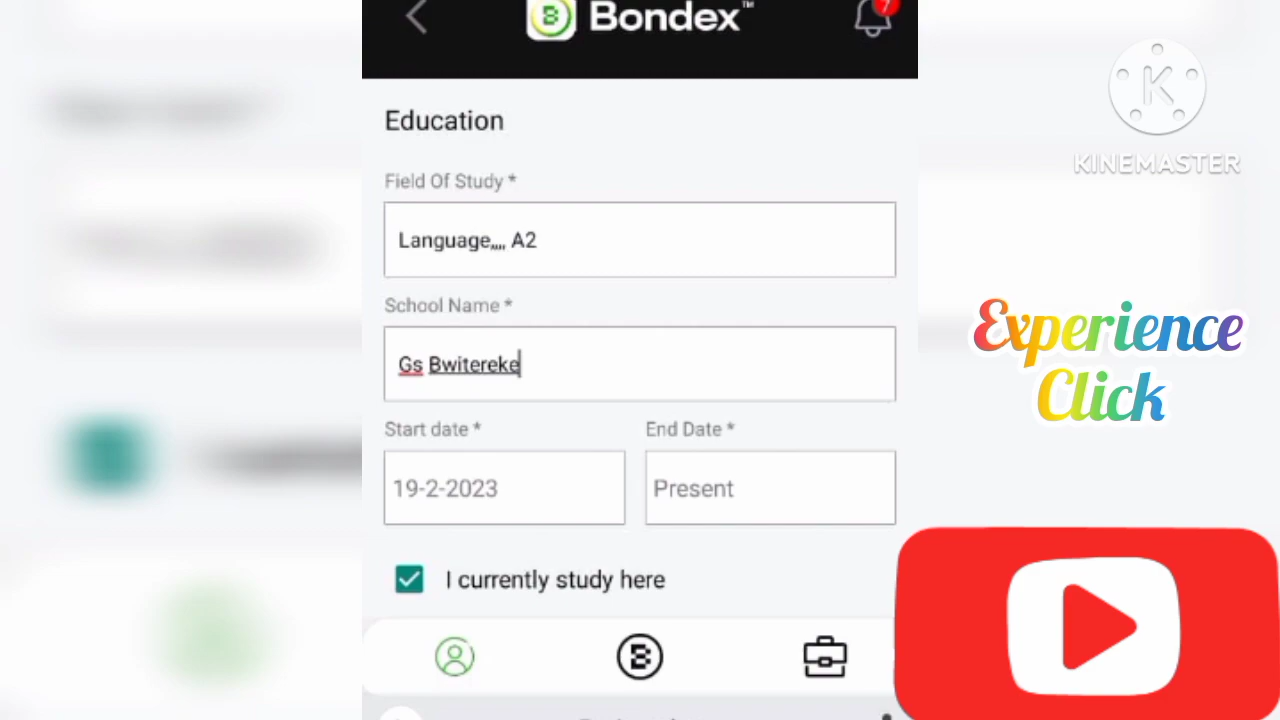 Bondex™
7
KINEMASTER
Education
Field Of Study *
Language,,,, A2
School Name *
Gs Bwitereke
Experience
Click
Start date *
End Date *
19-2-2023
Present
I currently study here